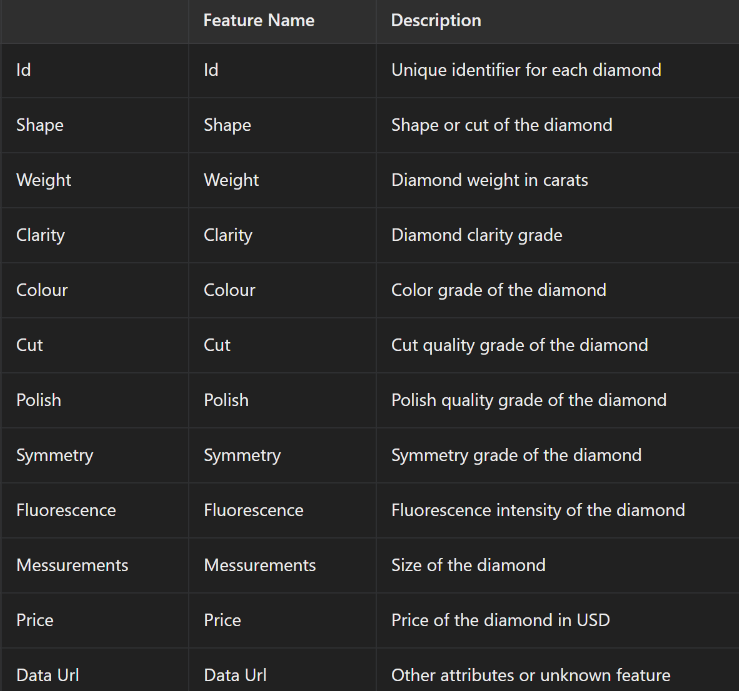 Feature Name Description
Id Id Unique identifier for each diamond
Shape Shape Shape or cut of the diamond
Weight Weight Diamond weight in carats
Clarity Clarity Diamond clarity grade
Colour Colour Color grade of the diamond
Cut Cut Cut quality grade of the diamond
Polish Polish Polish quality grade of the diamond
Symmetry Symmetry Symmetry grade of the diamond
Fluorescence Fluorescence Fluorescence intensity of the diamond
Messurements Messurements Size of the diamond
Price Price Price of the diamond in USD
Data Url Data Url Other attributes or unknown feature